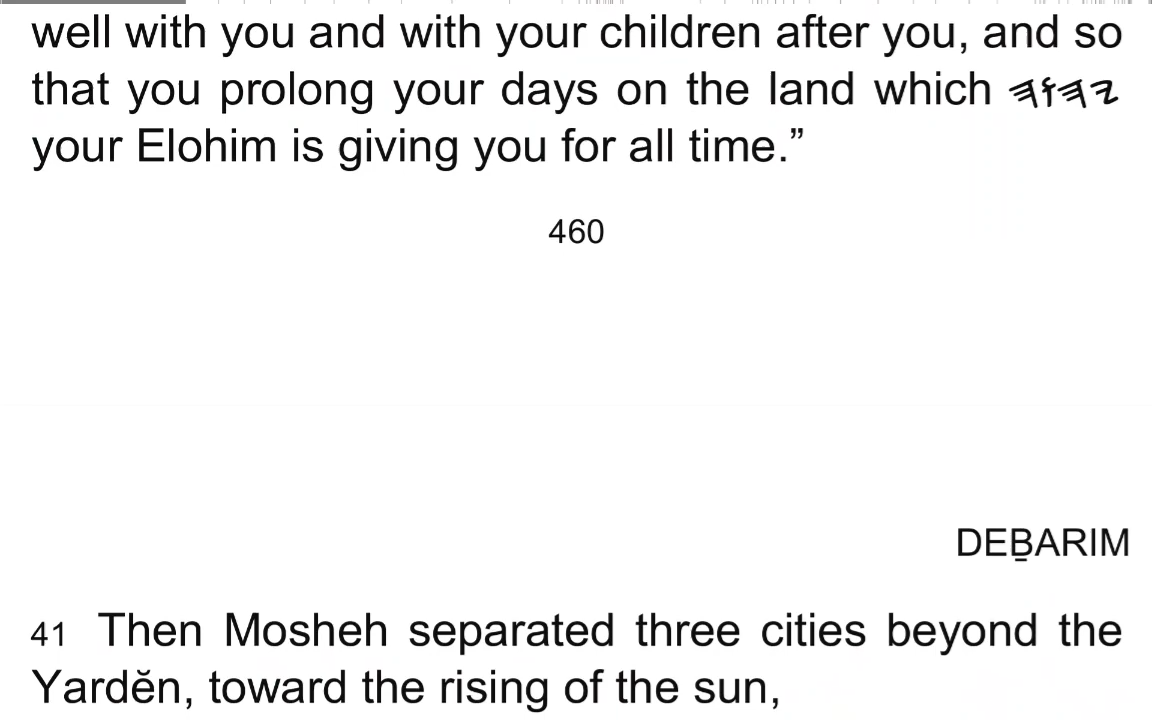 well with you and with your children after you, and so
that you prolong your days on the land which 𐤉𐤄𐤅𐤄
your Elohim is giving you for all time.”
460
DEḆARIM
41 Then Mosheh separated three cities beyond the
Yardĕn, toward the rising of the sun,